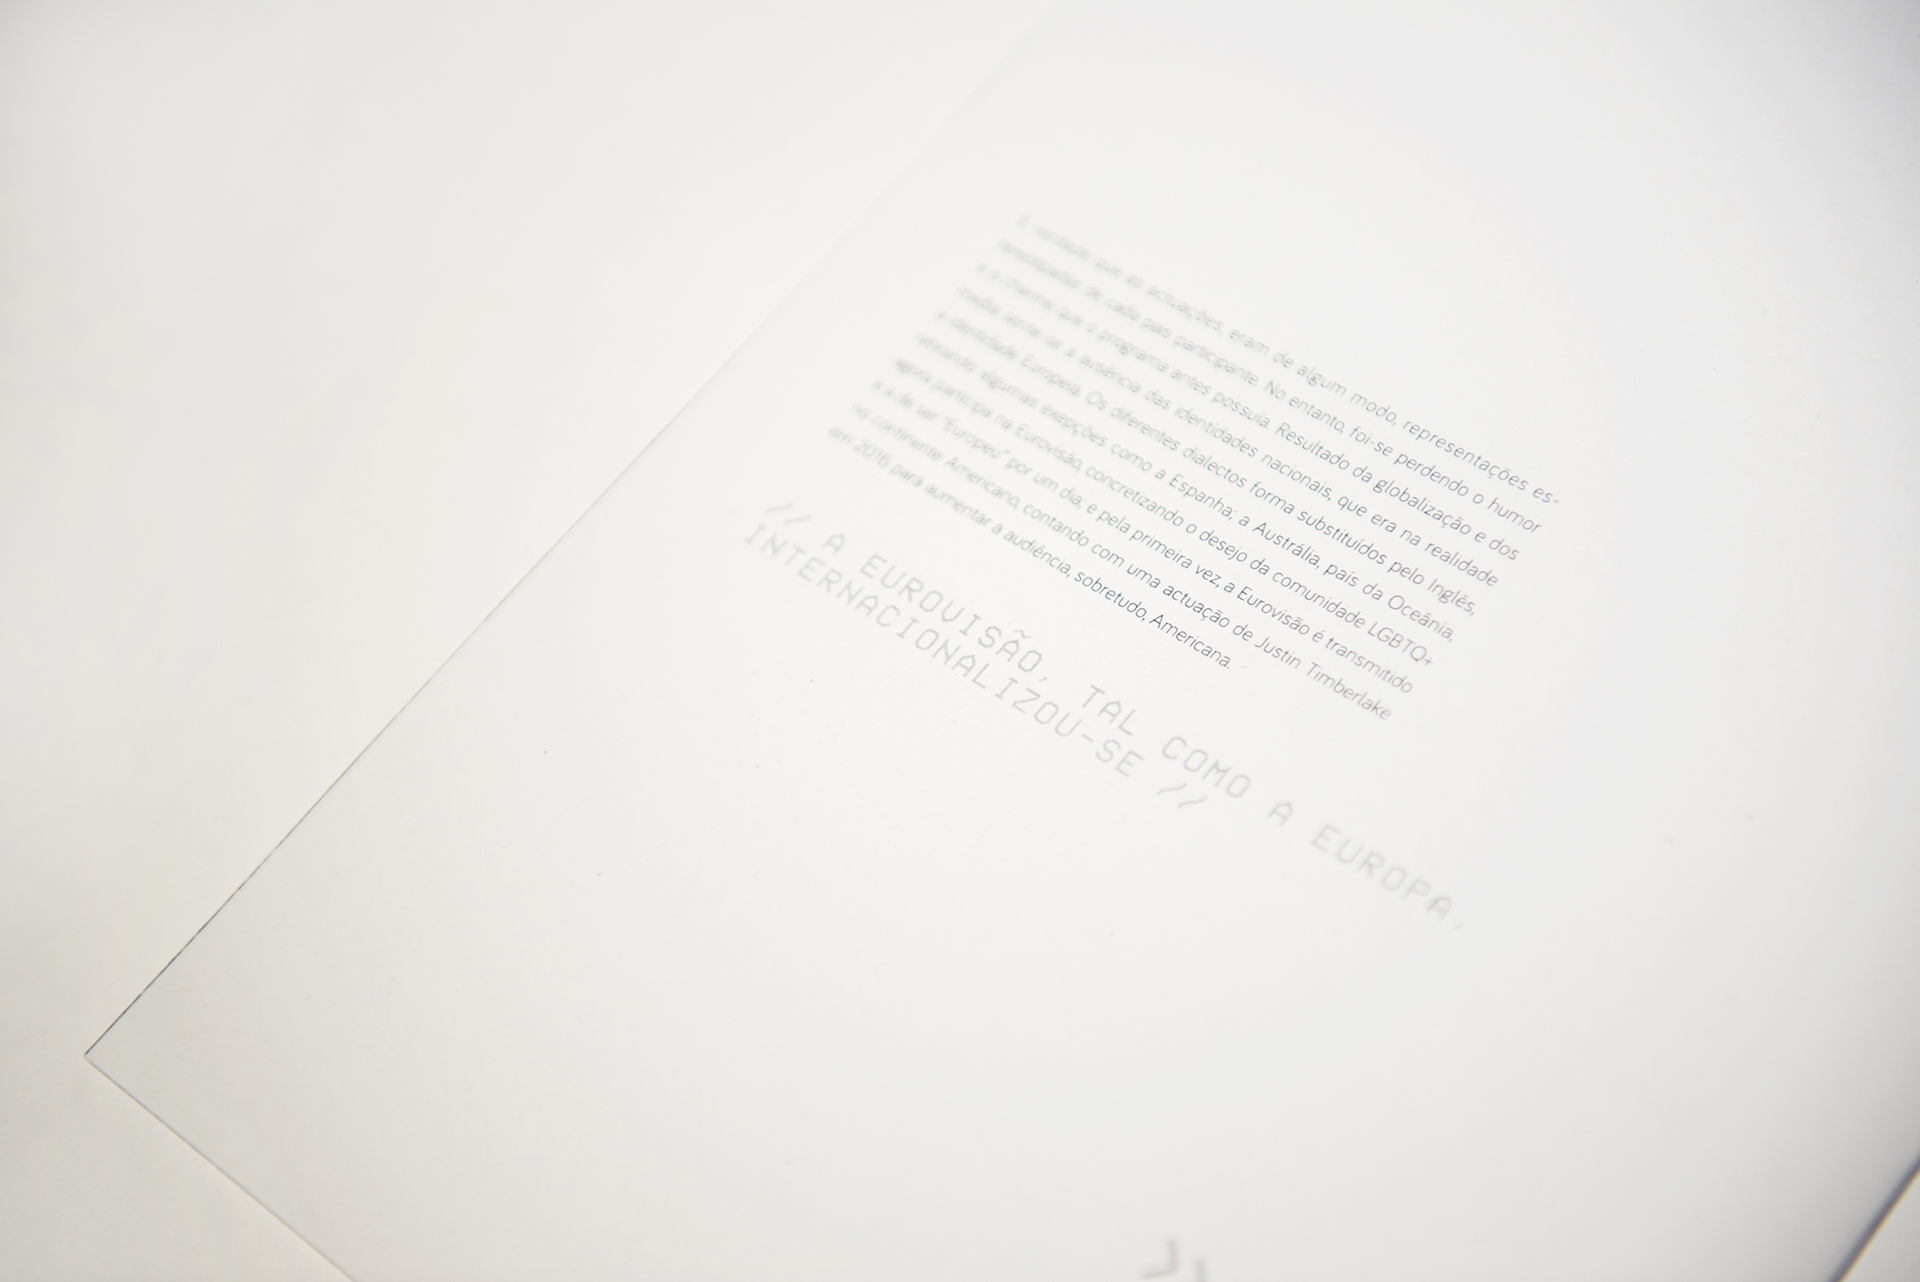 É verdade que as actuações, eram de algum modo, representações es-
tereotipadas de cada país participante. No entanto, foi-se perdendo o humor
e o charme que o programa antes possuía. Resultado da globalização e dos
media sente-se a ausência das identidades nacionais, que era na realidade
a identidade Europeia. Os diferentes dialectos forma substituídos pelo Inglês,
retirando algumas exepções como a Espanha; a Austrália, país da Oceânia,
agora participa na Eurovisão, concretizando o desejo da comunidade LGBTQ+
e a de ser "Europeu" por um dia; e pela primeira vez, a Eurovisão é transmitido
no continente Americano, contando com uma actuação de Justin Timberlake
em 2016 para aumentar a audiência, sobretudo, Americana.
// A EUROVISÃO, TAL COMO A EUROPA,
INTERNACIONALIZOU-SE //